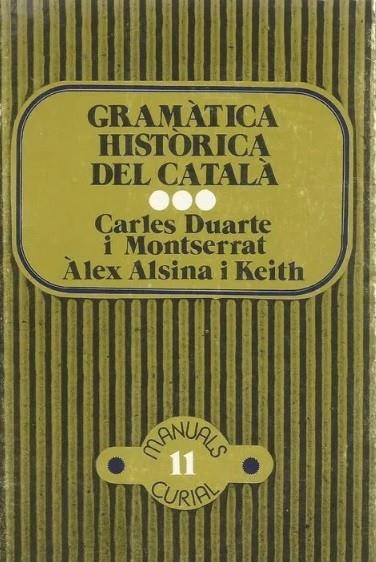 GRAMÀTICA
HISTÒRICA
DEL CATALÀ
Carles Duarte
i Montserrat
Àlex Alsina i Keith
MANUALS
11
CURIAL